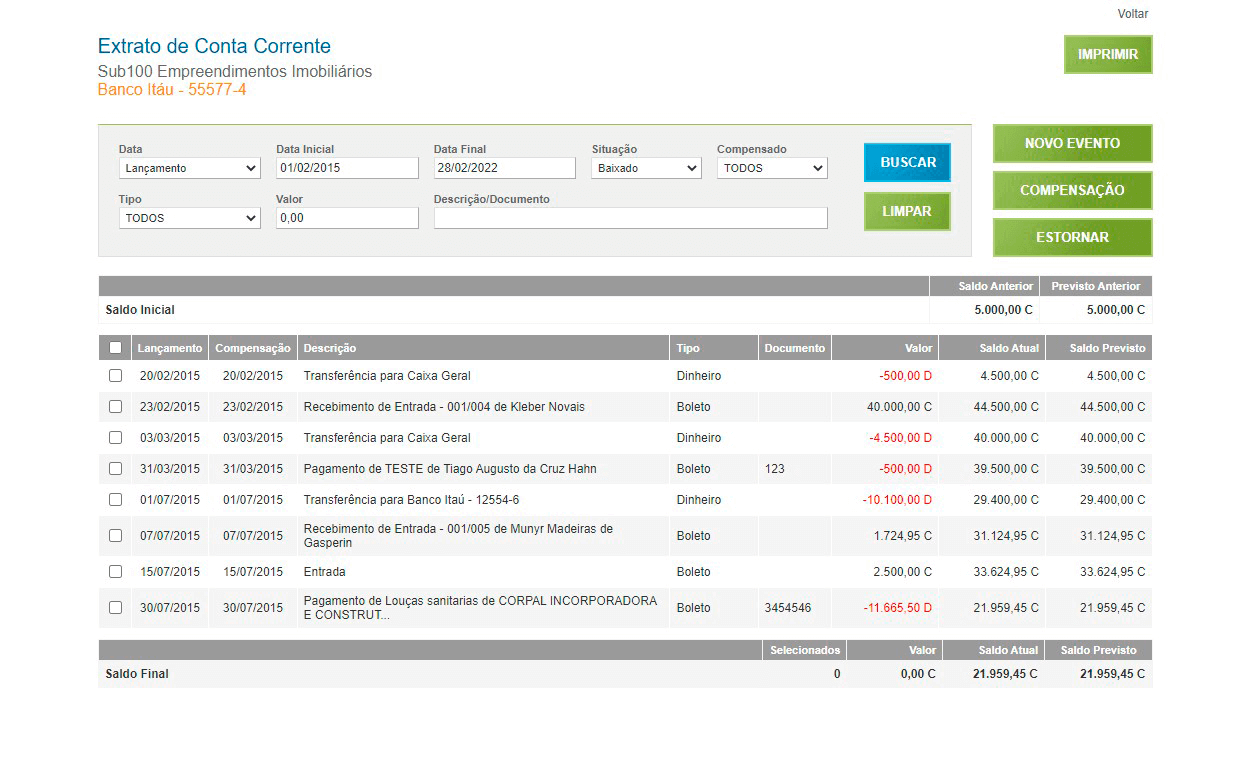 Voltar
Extrato de Conta Corrente
IMPRIMIR
Sub100 Empreendimentos Imobiliários
Banco Itáu - 55577-4
Data Data Inicial Data Final Situação Compensado
Lançamento 01/02/2015 28/02/2022 Baixado TODOS
BUSCAR
NOVO EVENTO
Tipo Valor Descrição/Documento
TODOS 0,00
LIMPAR
COMPENSAÇÃO
ESTORNAR
Saldo Anterior Previsto Anterior
Saldo Inicial 5.000,00 C 5.000,00 C
Lançamento Compensação Descrição Tipo Documento Valor Saldo Atual Saldo Previsto
20/02/2015 20/02/2015 Transferência para Caixa Geral Dinheiro -500,00 D 4.500,00 C 4.500,00 C
23/02/2015 23/02/2015 Recebimento de Entrada - 001/004 de Kleber Novais Boleto 40.000,00 C 44.500,00 C 44.500,00 C
03/03/2015 03/03/2015 Transferência para Caixa Geral Dinheiro -4.500,00 D 40.000,00 C 40.000,00 C
31/03/2015 31/03/2015 Pagamento de TESTE de Tiago Augusto da Cruz Hahn Boleto 123 -500,00 D 39.500,00 C 39.500,00 C
01/07/2015 01/07/2015 Transferência para Banco Itaú - 12554-6 Dinheiro -10.100,00 D 29.400,00 C 29.400,00 C
07/07/2015 07/07/2015 Recebimento de Entrada - 001/005 de Munyr Madeiras de
Gasperin Boleto 1.724,95 C 31.124,95 C 31.124,95 C
15/07/2015 15/07/2015 Entrada Boleto 2.500,00 C 33.624,95 C 33.624,95 C
30/07/2015 30/07/2015 Pagamento de Louças sanitarias de CORPAL INCORPORADORA
E CONSTRUT... Boleto 3454546 -11.665,50 D 21.959,45 C 21.959,45 C
Selecionados Valor Saldo Atual Saldo Previsto
Saldo Final 0 0,00 C 21.959,45 C 21.959,45 C